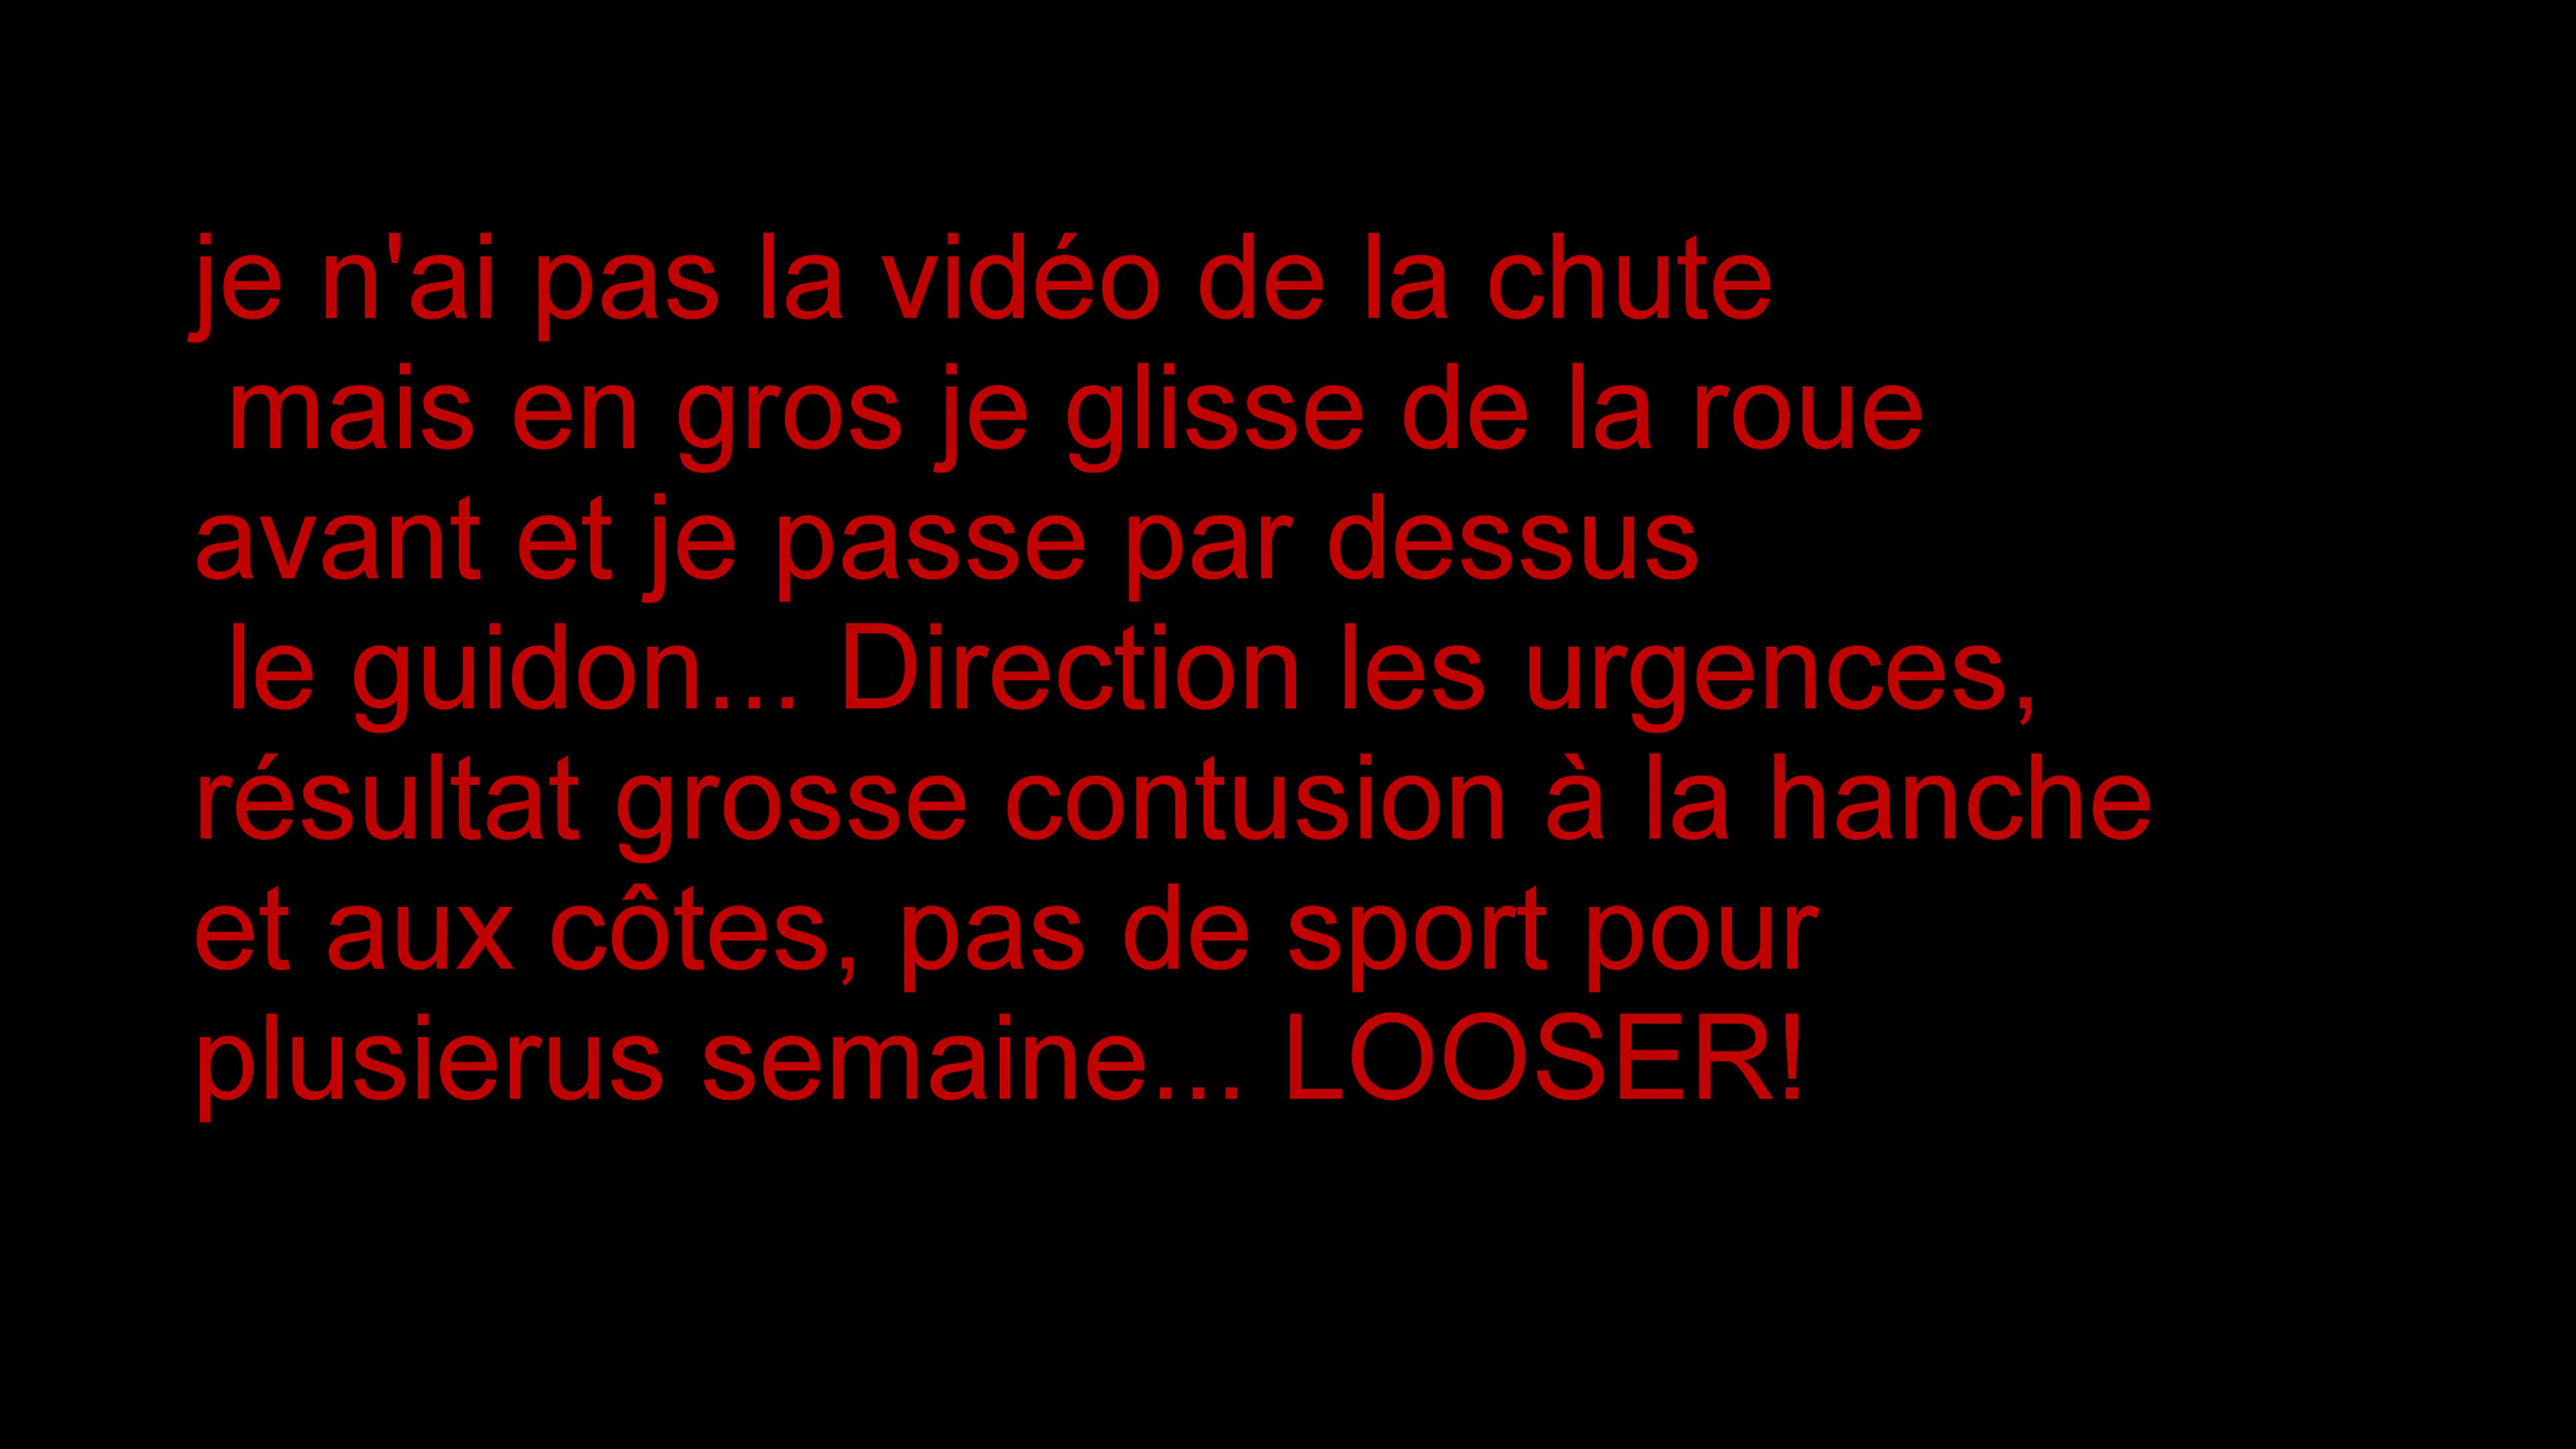 je n'ai pas la vidéo de la chute
mais en gros je glisse de la roue
avant et je passe par dessus
le guidon... Direction les urgences,
résultat grosse contusion à la hanche
et aux côtes, pas de sport pour
plusierus semaine... LOOSER!